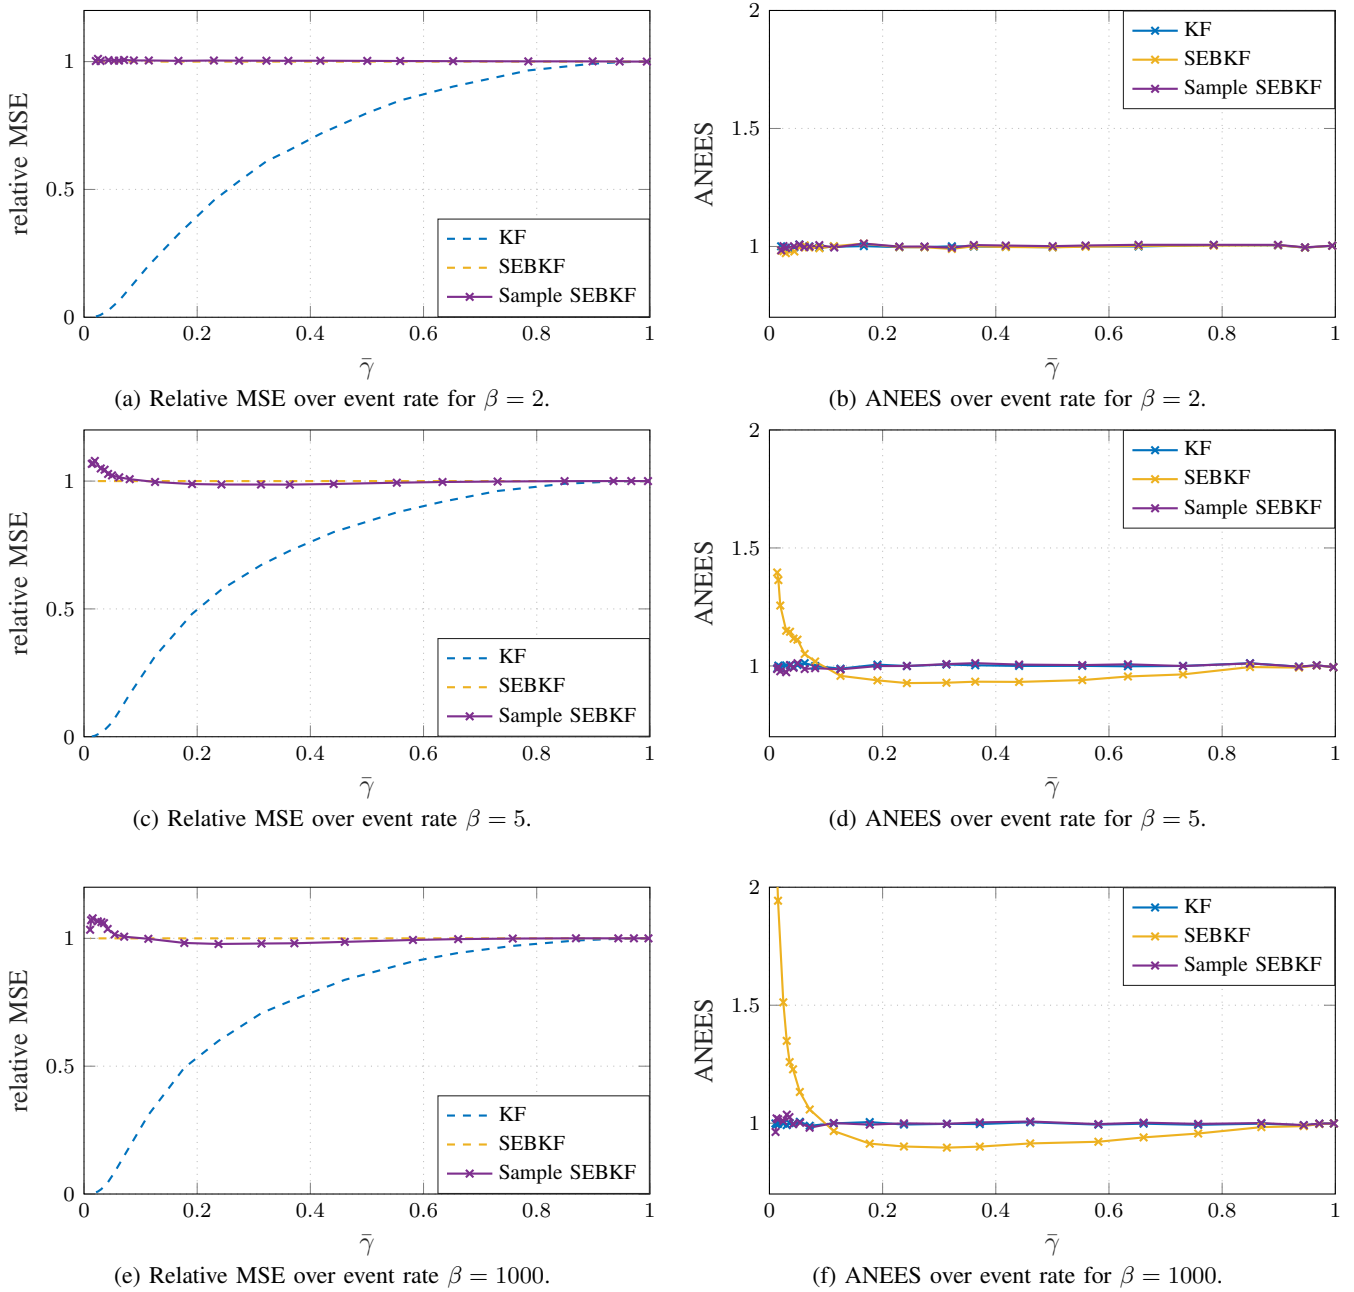 relative MSE
1
0.5
0
0 0.2 0.4 0.6 0.8 1
γ̄
KF
SEBKF
Sample SEBKF
(a) Relative MSE over event rate for β = 2.
ANEES
2
1.5
1
0 0.2 0.4 0.6 0.8 1
γ̄
KF
SEBKF
Sample SEBKF
(b) ANEES over event rate for β = 2.
relative MSE
1
0.5
0
0 0.2 0.4 0.6 0.8 1
γ̄
KF
SEBKF
Sample SEBKF
(c) Relative MSE over event rate β = 5.
ANEES
2
1.5
1
0 0.2 0.4 0.6 0.8 1
γ̄
KF
SEBKF
Sample SEBKF
(d) ANEES over event rate for β = 5.
relative MSE
1
0.5
0
0 0.2 0.4 0.6 0.8 1
γ̄
KF
SEBKF
Sample SEBKF
(e) Relative MSE over event rate β = 1000.
ANEES
2
1.5
1
0 0.2 0.4 0.6 0.8 1
γ̄
KF
SEBKF
Sample SEBKF
(f) ANEES over event rate for β = 1000.